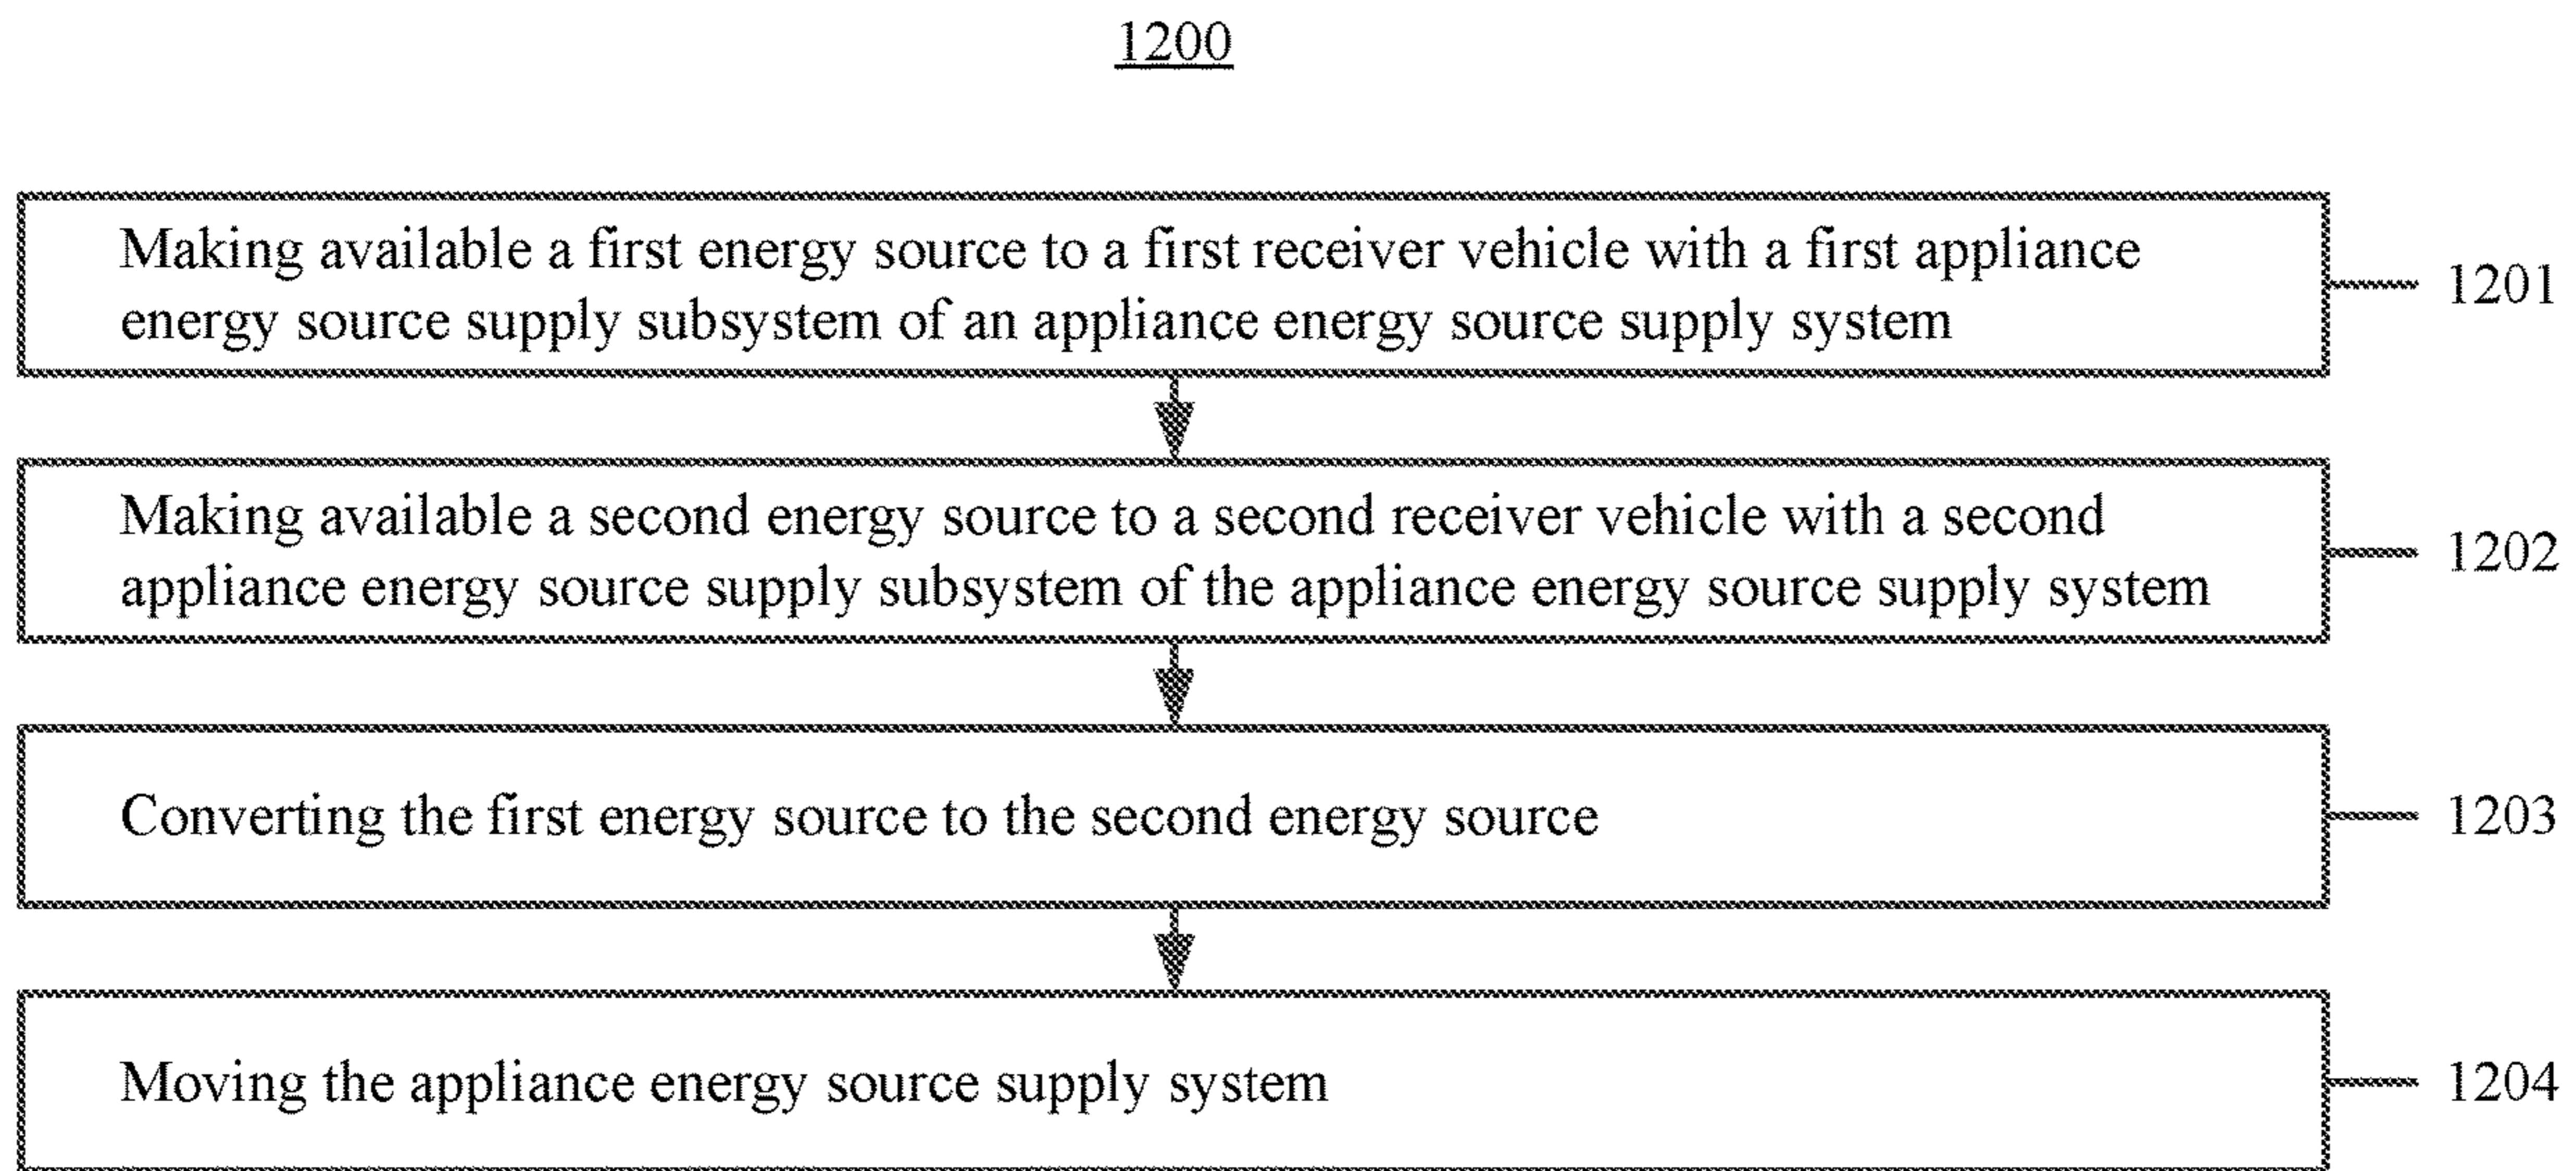 1200
Making available a first energy source to a first receiver vehicle with a first appliance
energy source supply subsystem of an appliance energy source supply system
1201
Making available a second energy source to a second receiver vehicle with a second
appliance energy source supply subsystem of the appliance energy source supply system
1202
Converting the first energy source to the second energy source
1203
Moving the appliance energy source supply system
1204